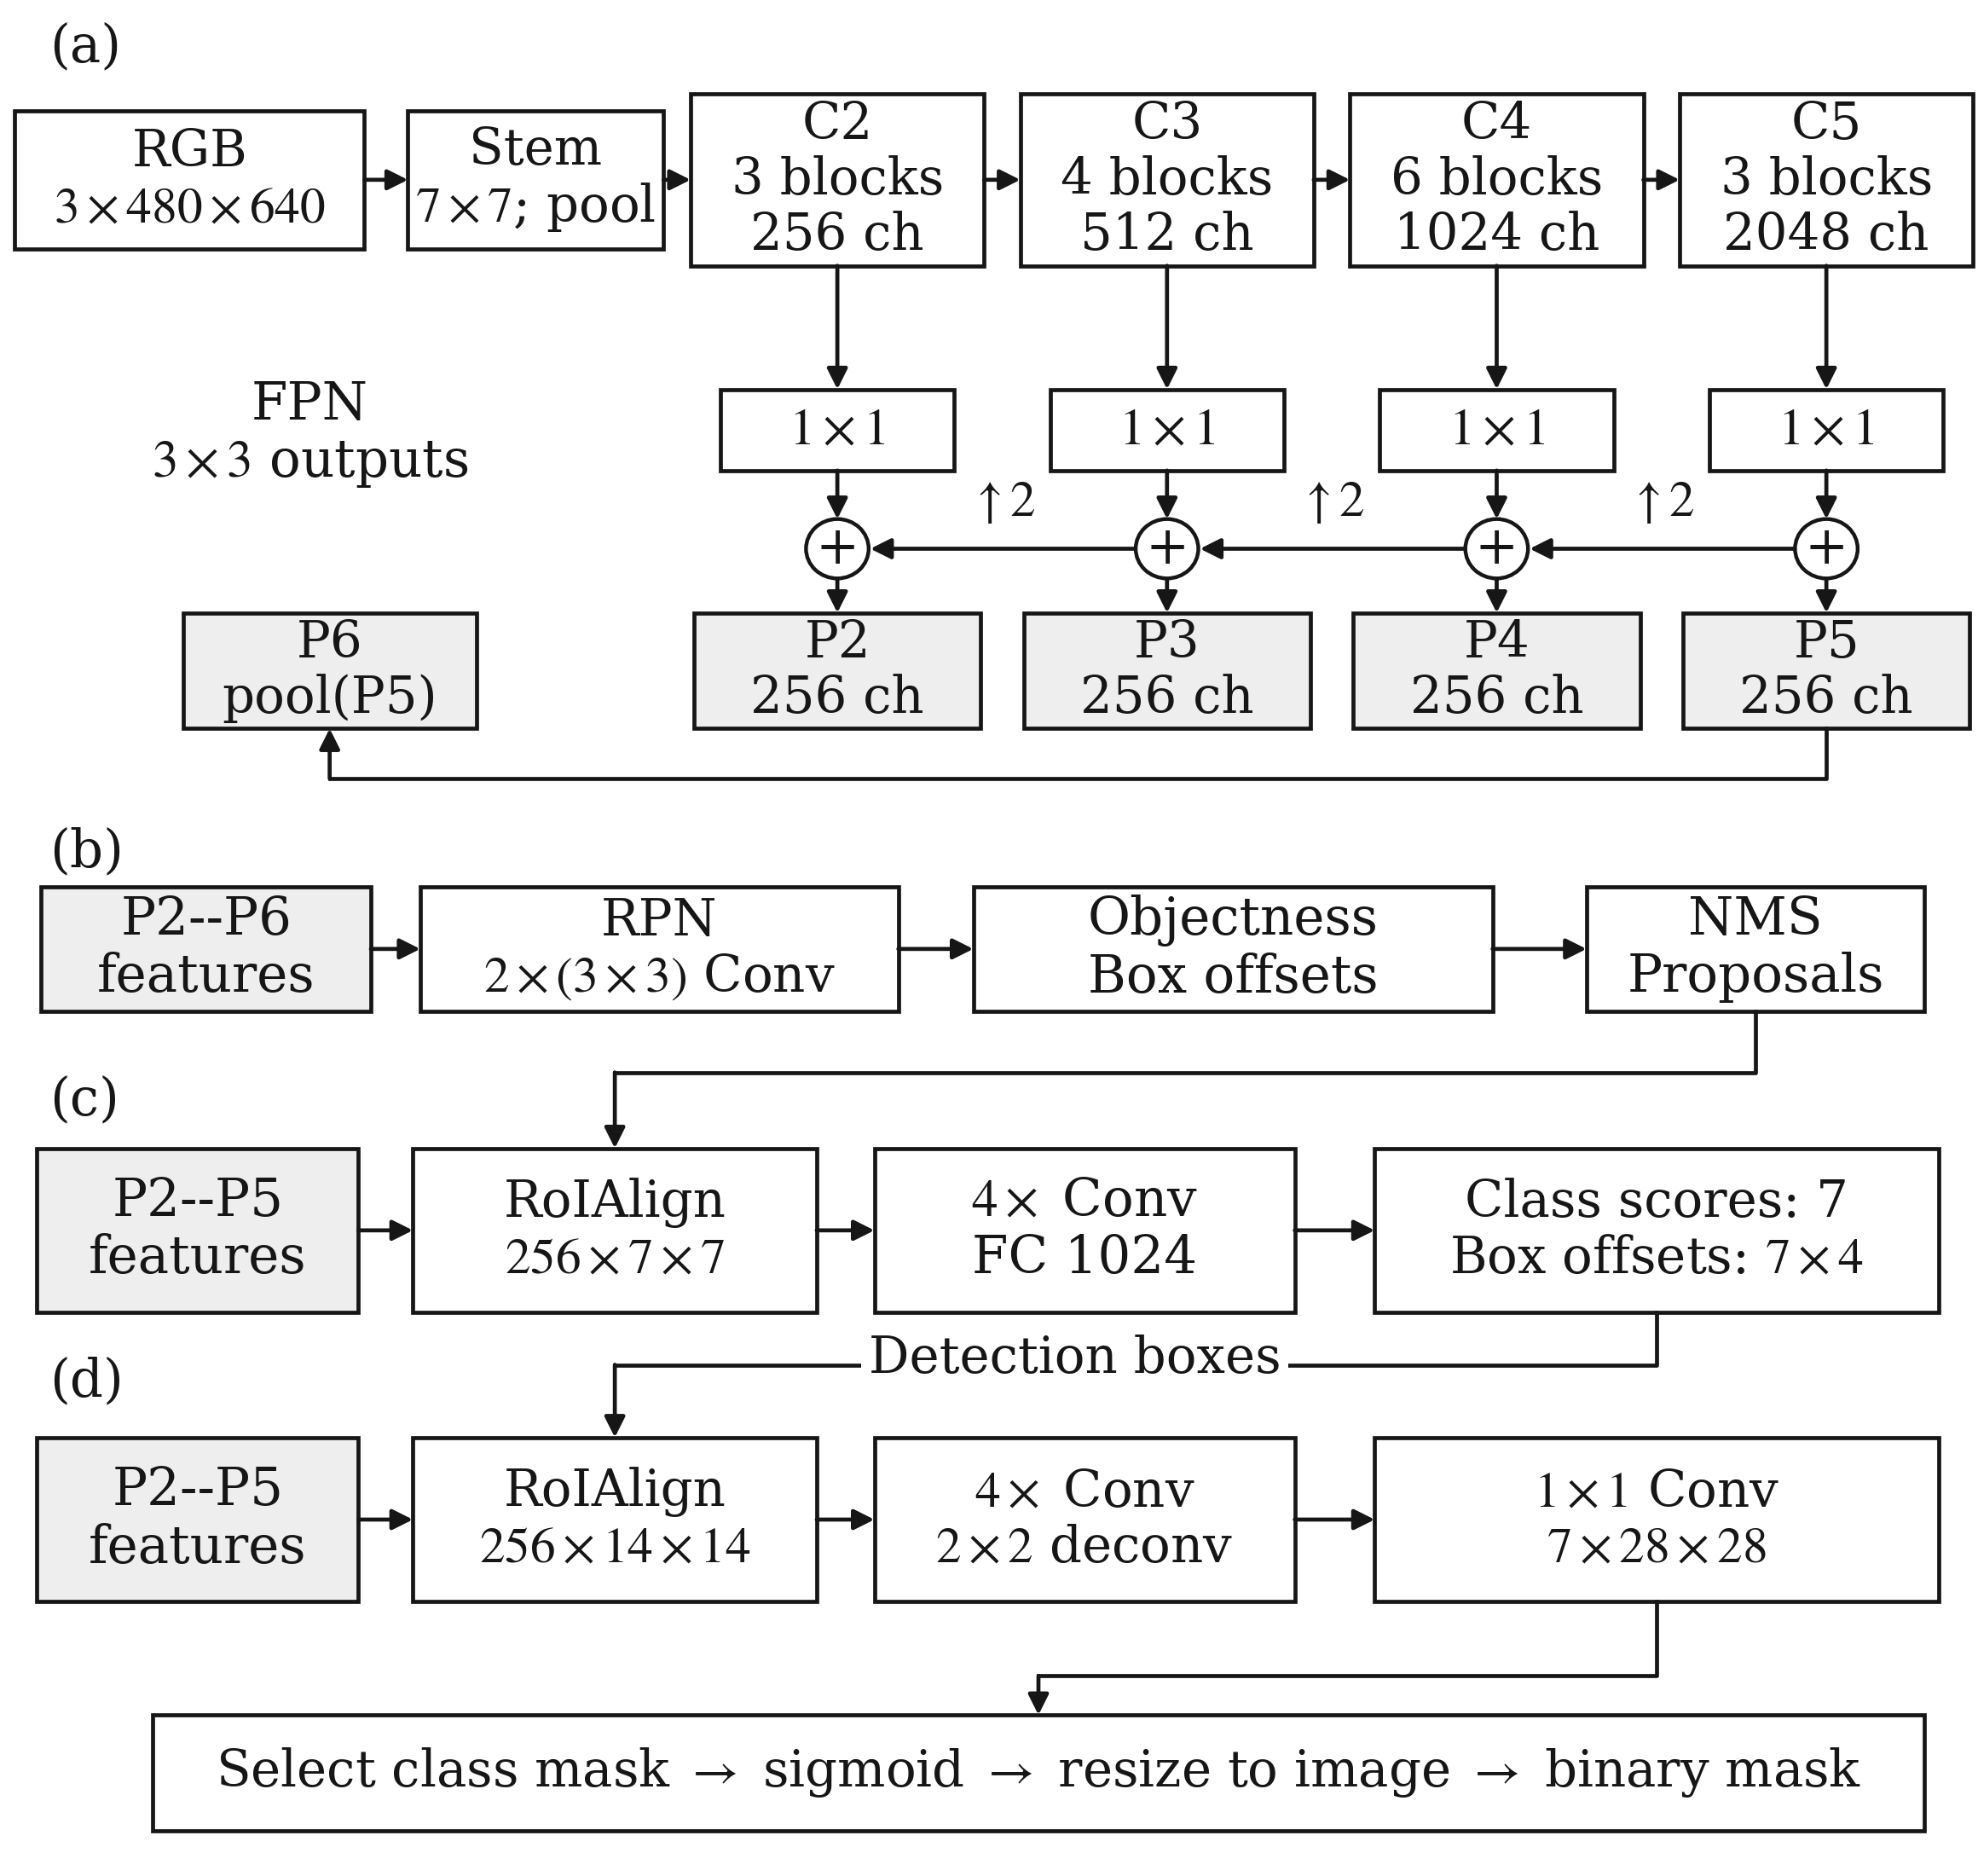 (a)
RGB
3×480×640
Stem
7×7; pool
C2
3 blocks
256 ch
C3
4 blocks
512 ch
C4
6 blocks
1024 ch
C5
3 blocks
2048 ch
FPN
3×3 outputs
1×1
1×1
1×1
1×1
↑2
↑2
↑2
+
+
+
+
P6
pool(P5)
P2
256 ch
P3
256 ch
P4
256 ch
P5
256 ch
(b)
P2--P6
features
RPN
2×(3×3) Conv
Objectness
Box offsets
NMS
Proposals
(c)
P2--P5
features
RoIAlign
256×7×7
4× Conv
FC 1024
Class scores: 7
Box offsets: 7×4
Detection boxes
(d)
P2--P5
features
RoIAlign
256×14×14
4× Conv
2×2 deconv
1×1 Conv
7×28×28
Select class mask → sigmoid → resize to image → binary mask